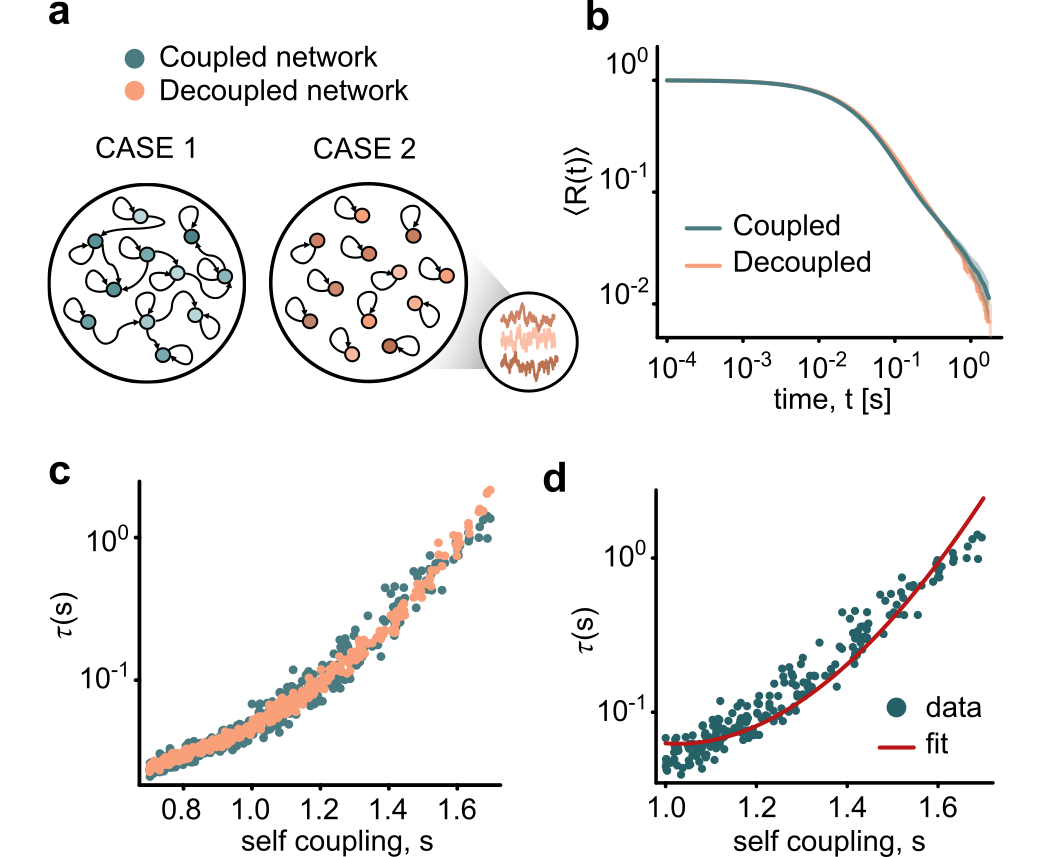 a
Coupled network
Decoupled network
CASE 1
CASE 2
b
10^0
10^-1
10^-2
⟨R(t)⟩
Coupled
Decoupled
10^-4
10^-3
10^-2
10^-1
10^0
time, t [s]
c
10^0
10^-1
τ(s)
0.8
1.0
1.2
1.4
1.6
self coupling, s
d
10^0
10^-1
τ(s)
data
fit
1.0
1.2
1.4
1.6
self coupling, s